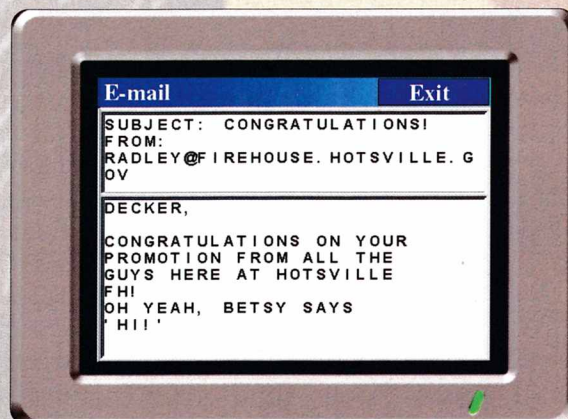 E-mail Exit
SUBJECT: CONGRATULATIONS!
FROM:
RADLEY@FIREHOUSE.HOTSVILLE.G
OV
DECKER,
CONGRATULATIONS ON YOUR
PROMOTION FROM ALL THE
GUYS HERE AT HOTSVILLE
FH!
OH YEAH, BETSY SAYS
'HI!'